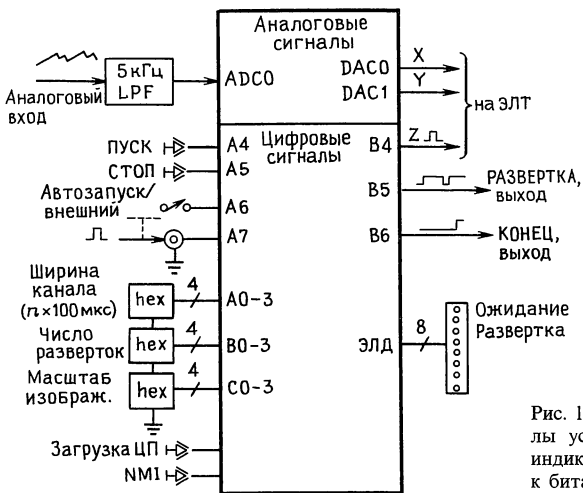 Аналоговые
сигналы
5кГц
LPF
ADC0
DAC0
X
DAC1
Y
на ЭЛТ
Аналоговый
вход
Цифровые
сигналы
ПУСК
A4
B4
Z
СТОП
A5
Автозапуск/
внешний
A6
B5
РАЗВЕРТКА,
выход
A7
B6
КОНЕЦ,
выход
Ширина
канала
(n×100мкс)
hex
4
A0-3
Число
разверток
hex
4
B0-3
ЭЛД
8
Ожидание
Развертка
Масштаб
изображ.
hex
4
C0-3
Загрузка ЦП
NMI
Рис. 1
лы ус
индик
к бита